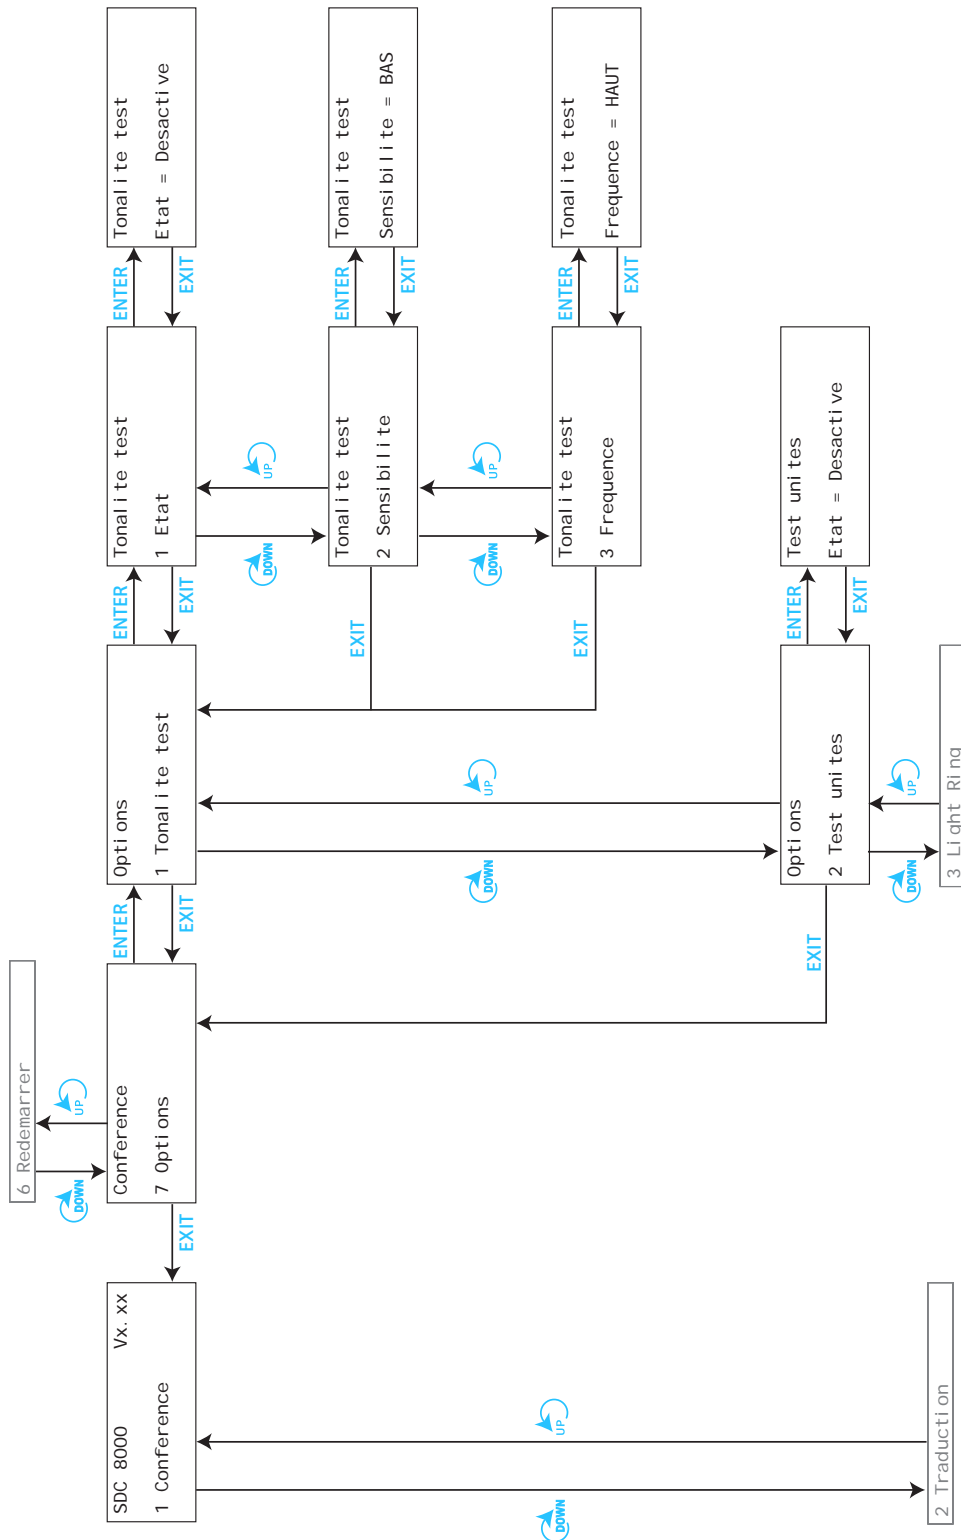 6 Redemarrer
DOWN
UP
SDC 8000 Vx.xx
1 Conference
EXIT
Conference
7 Options
ENTER
EXIT
Options
1 Tonalite test
ENTER
EXIT
Tonalite test
1 Etat
ENTER
EXIT
Tonalite test
Etat = Desactive
DOWN
UP
EXIT
Tonalite test
2 Sensibilite
ENTER
EXIT
Tonalite test
Sensibilite = BAS
DOWN
UP
EXIT
Tonalite test
3 Frequence
ENTER
EXIT
Tonalite test
Frequence = HAUT
DOWN
UP
DOWN
UP
EXIT
Options
2 Test unites
ENTER
EXIT
Test unites
Etat = Desactive
DOWN
UP
2 Traduction
3 Light Ring